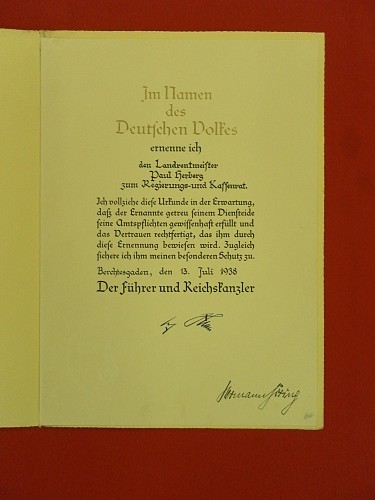 Im Namen
des
Deutschen Volkes
ernenne ich
den Landrentmeister
Paul Herberg
zum Regierungs- und Kassenrat.
Ich vollziehe diese Urkunde in der Erwartung,
daß der Ernannte getreu seinem Diensteide
seine Amtspflichten gewissenhaft erfüllt und
das Vertrauen rechtfertigt, das ihm durch
diese Ernennung bewiesen wird. Zugleich
sichere ich ihm meinen besonderen Schutz zu.
Berchtesgaden, den 13. Juli 1938
Der Führer und Reichskanzler
Hermann Göring